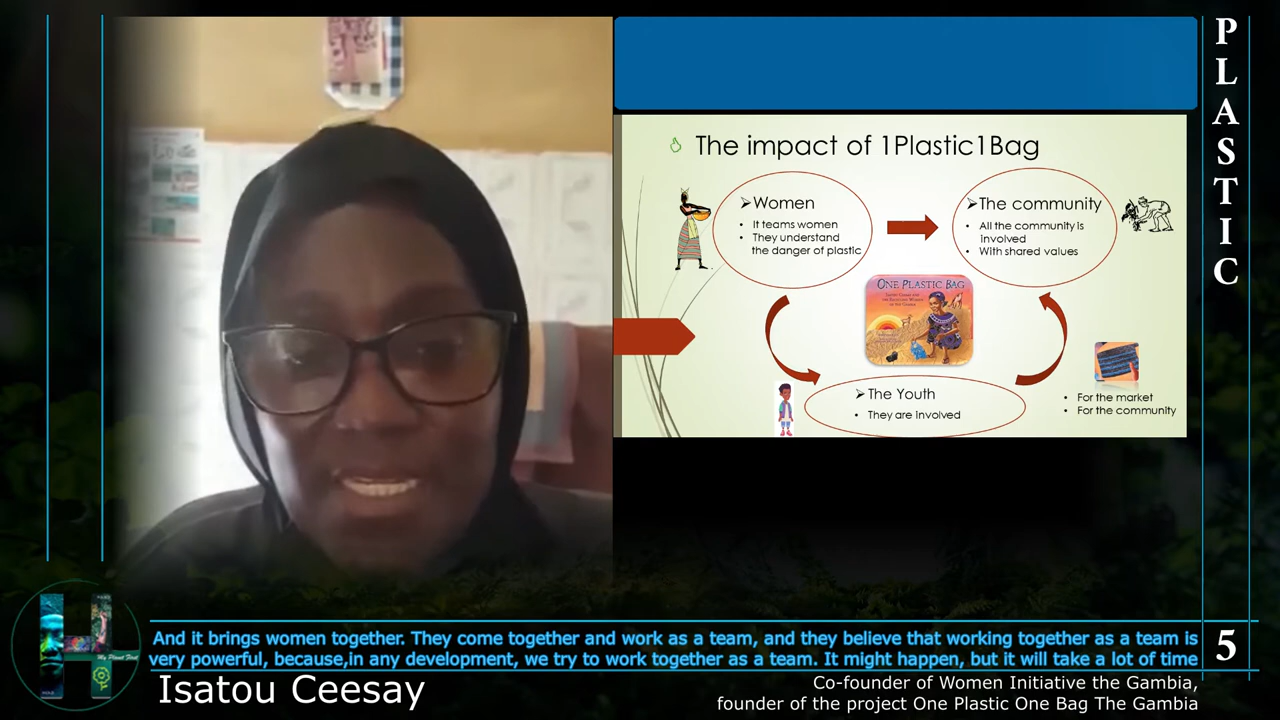 The impact of 1Plastic1Bag
Women
It teams women
They understand
the danger of plastic
The community
All the community is
involved
With shared values
ONE PLASTIC BAG
The Youth
They are involved
For the market
For the community
PLASTIC
5
And it brings women together. They come together and work as a team, and they believe that working together as a team is
very powerful, because,in any development, we try to work together as a team. It might happen, but it will take a lot of time
Isatou Ceesay
Co-founder of Women Initiative the Gambia,
founder of the project One Plastic One Bag The Gambia
My Planet First